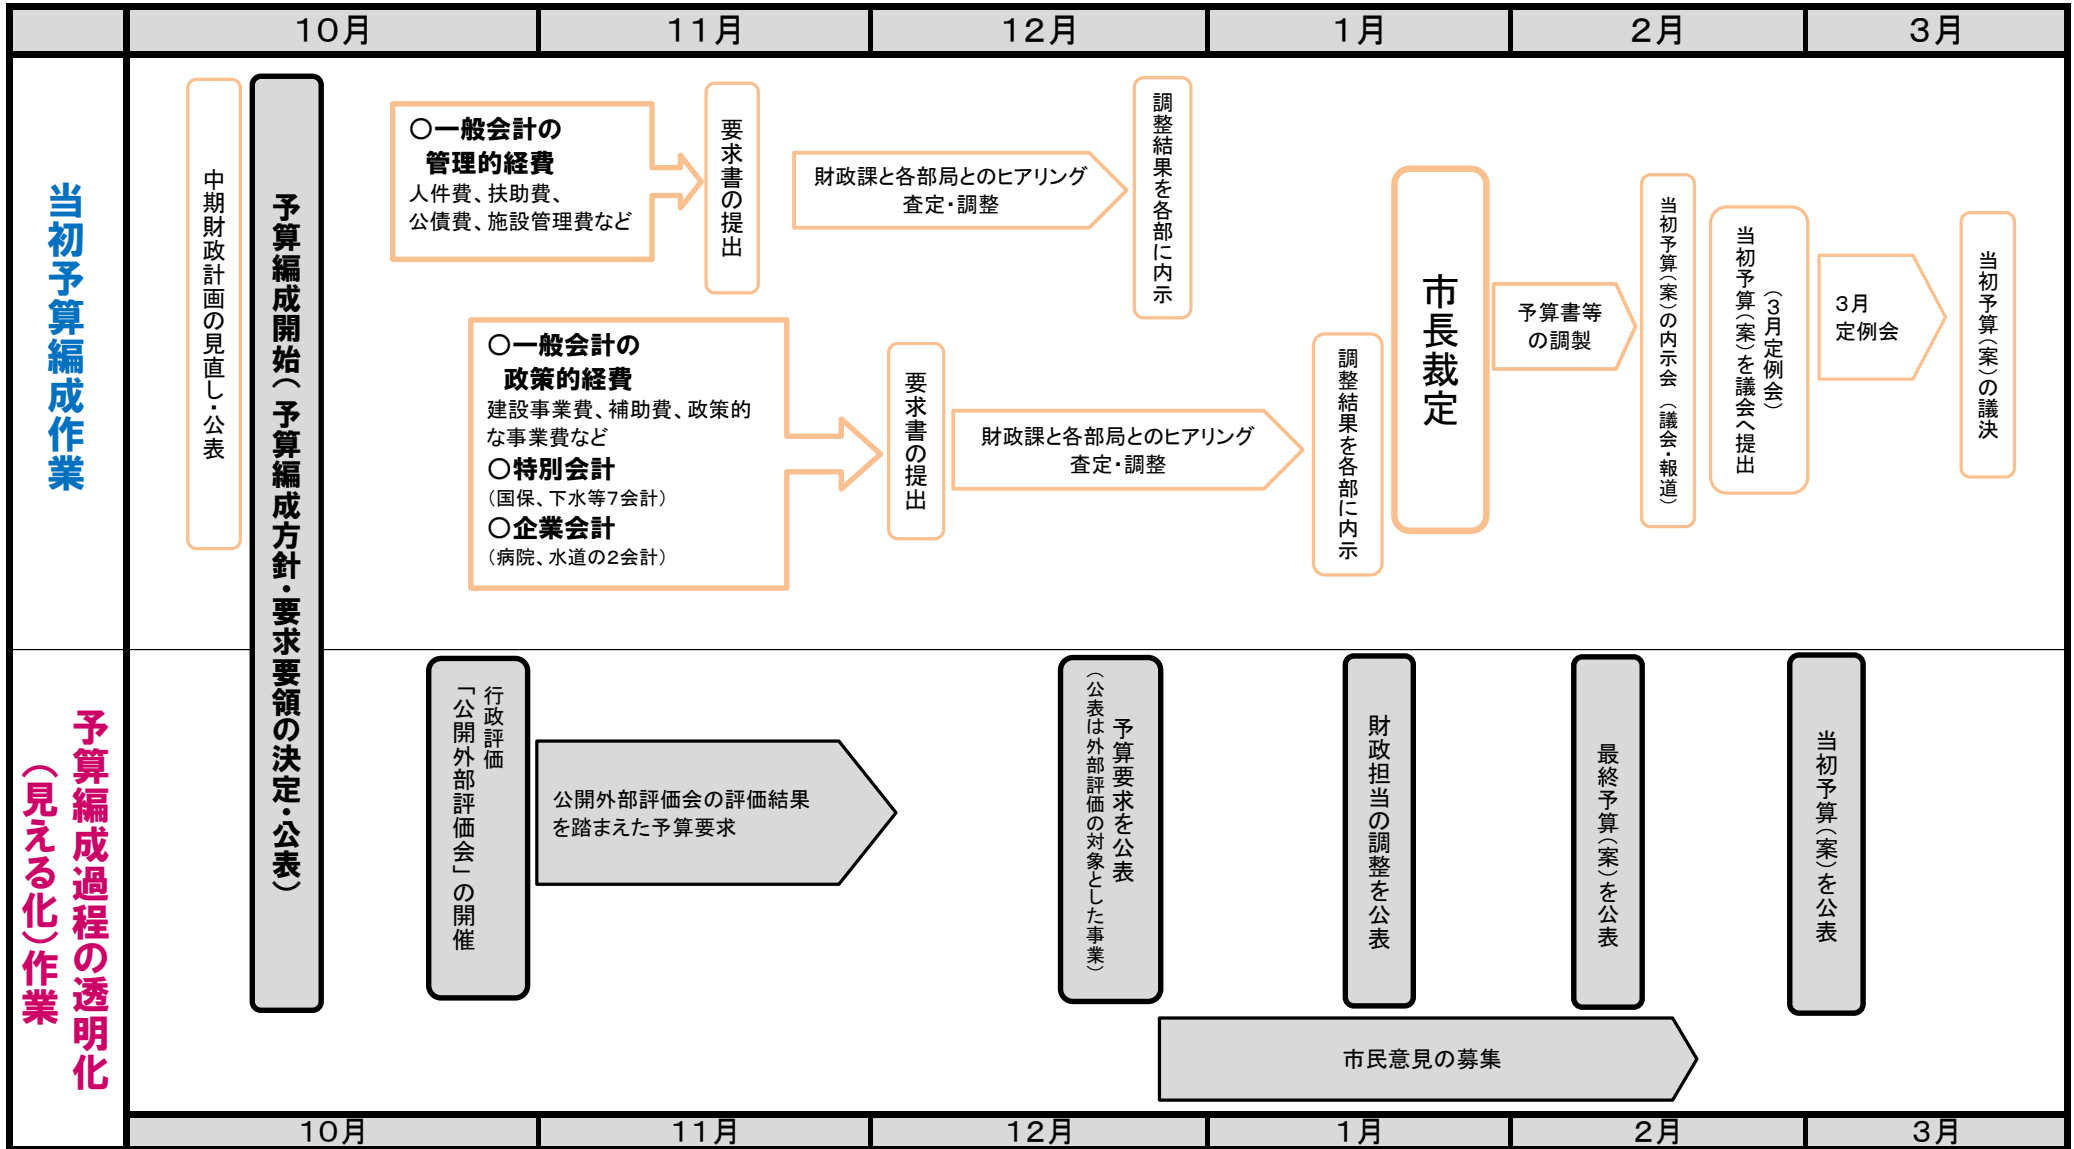 10月
11月
12月
1月
2月
3月
当初予算編成作業
中期財政計画の見直し・公表
予算編成開始（予算編成方針・要求要領の決定・公表）
○一般会計の
管理的経費
人件費、扶助費、
公債費、施設管理費など
要求書の提出
財政課と各部局とのヒアリング
査定・調整
調整結果を各部に内示
○一般会計の
政策的経費
建設事業費、補助費、政策的
な事業費など
○特別会計
（国保、下水等7会計）
○企業会計
（病院、水道の2会計）
要求書の提出
財政課と各部局とのヒアリング
査定・調整
調整結果を各部に内示
市長裁定
予算書等
の調製
当初予算（案）の内示会（議会・報道）
（3月定例会）
当初予算（案）を議会へ提出
3月
定例会
当初予算（案）の議決
予算編成過程の透明化
（見える化）作業
行政評価
「公開外部評価会」の開催
公開外部評価会の評価結果
を踏まえた予算要求
予算要求を公表
（公表は外部評価の対象とした事業）
財政担当の調整を公表
最終予算（案）を公表
当初予算（案）を公表
市民意見の募集
10月
11月
12月
1月
2月
3月